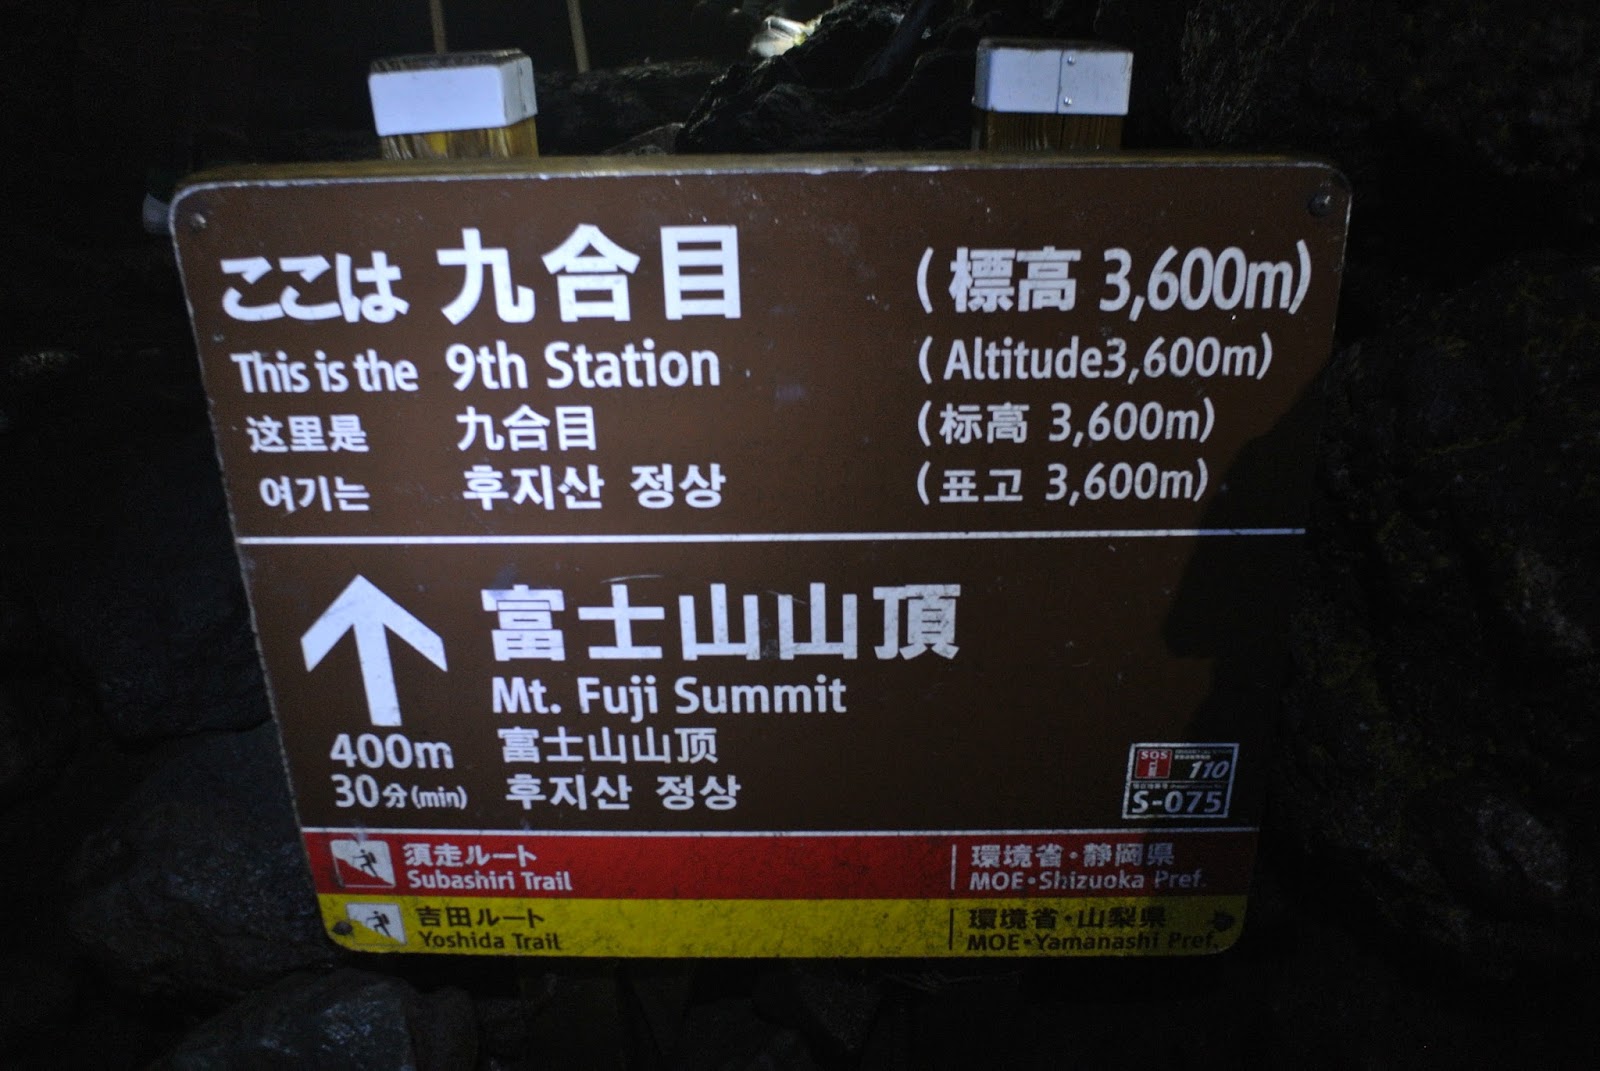 ここは 九合目 (標高 3,600m)
This is the 9th Station (Altitude3,600m)
这里是 九合目 (标高 3,600m)
여기는 후지산 정상 (표고 3,600m)
富士山山頂
Mt. Fuji Summit
400m 富士山山顶
30分(min) 후지산 정상
SOS 110
S-075
須走ルート 環境省・静岡県
Subashiri Trail MOE・Shizuoka Pref.
吉田ルート 環境省・山梨県
Yoshida Trail MOE・Yamanashi Pref.